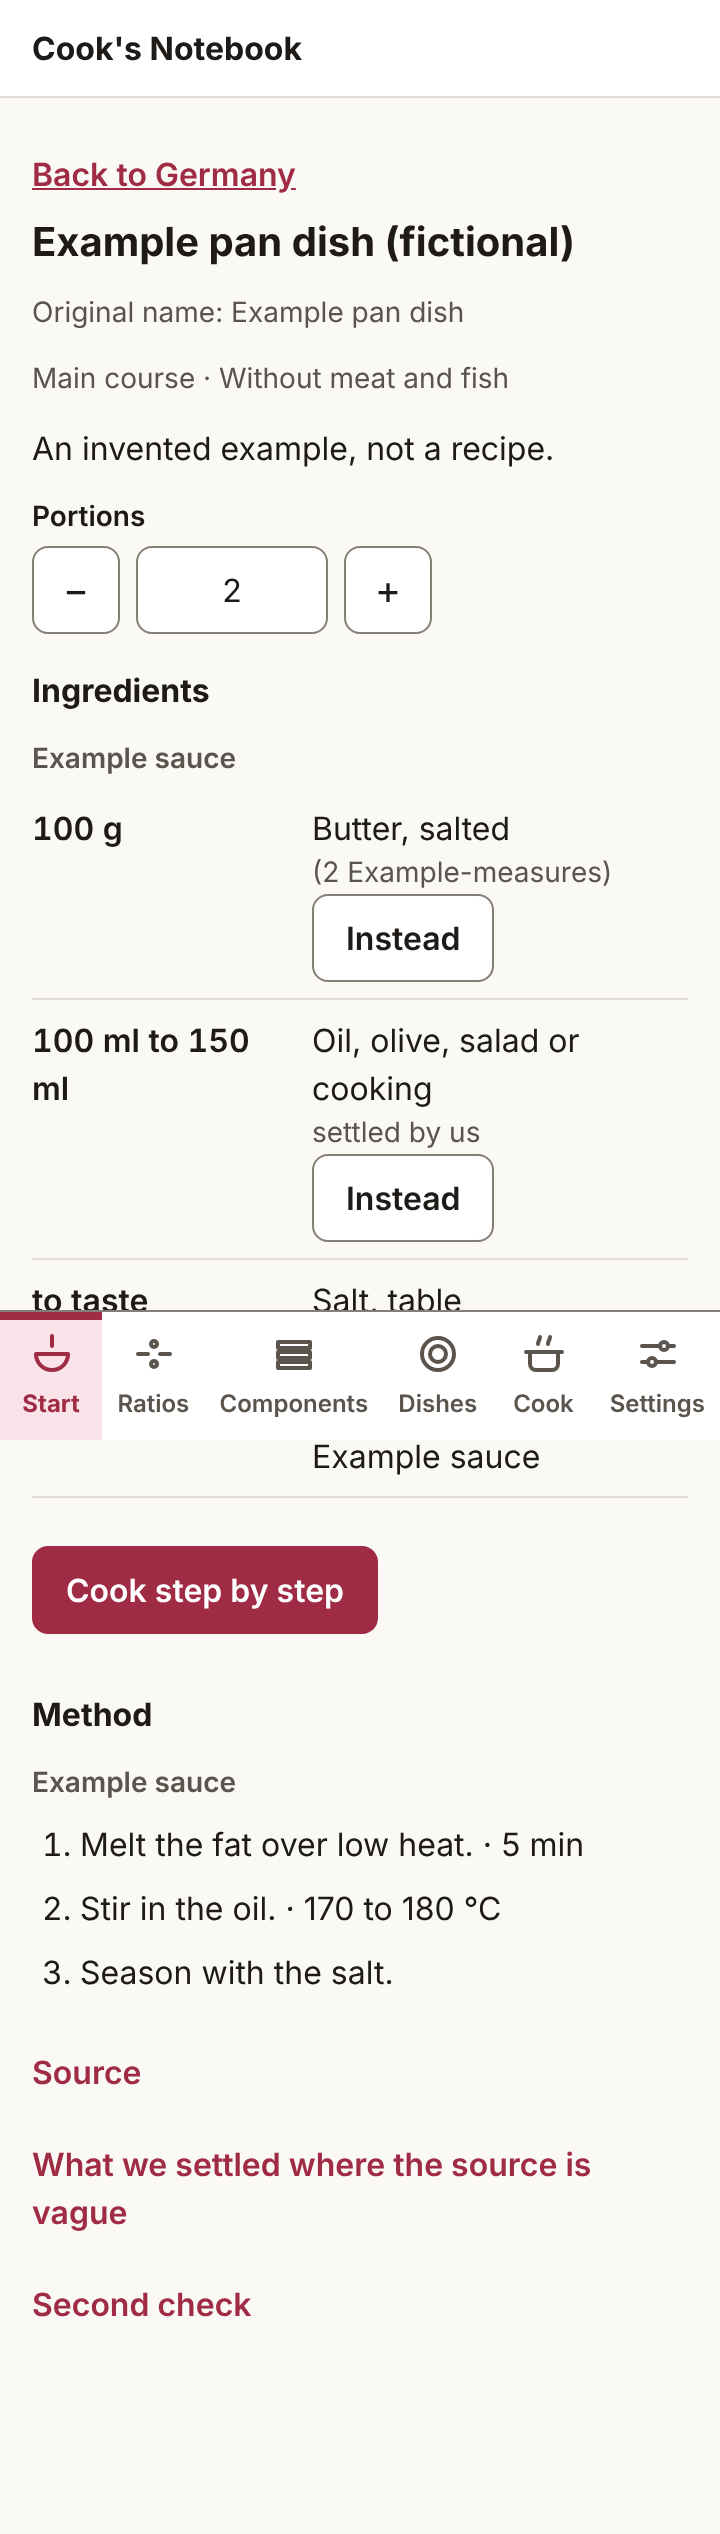 Cook's Notebook
Back to Germany
Example pan dish (fictional)
Original name: Example pan dish
Main course · Without meat and fish
An invented example, not a recipe.
Portions
− 2 +
Ingredients
Example sauce
100 g Butter, salted
(2 Example-measures)
Instead
100 ml to 150 Oil, olive, salad or
ml cooking
settled by us
Instead
to taste Salt, table
Start Ratios Components Dishes Cook Settings
Example sauce
Cook step by step
Method
Example sauce
1. Melt the fat over low heat. · 5 min
2. Stir in the oil. · 170 to 180 °C
3. Season with the salt.
Source
What we settled where the source is
vague
Second check